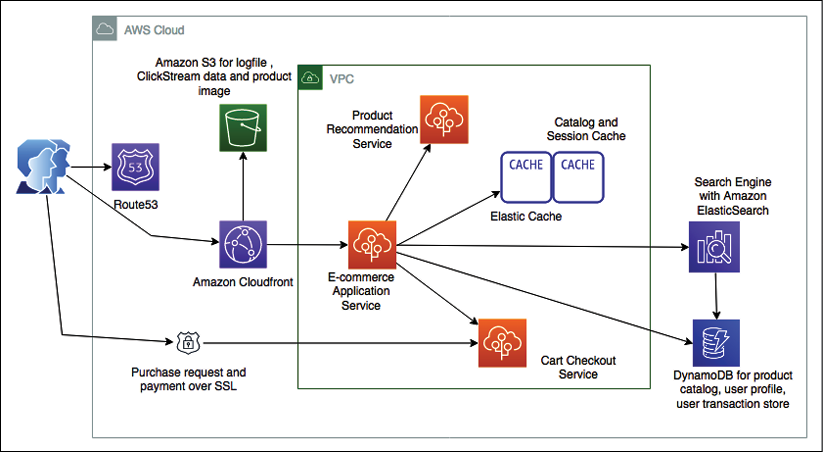 AWS Cloud
Amazon S3 for logfile ,
ClickStream data and product
image
VPC
Product
Recommendation
Service
Catalog and
Session Cache
CACHE
CACHE
Elastic Cache
Search Engine
with Amazon
ElasticSearch
53
Route53
Amazon Cloudfront
E-commerce
Application
Service
Purchase request and
payment over SSL
Cart Checkout
Service
DynamoDB for product
catalog, user profile,
user transaction store